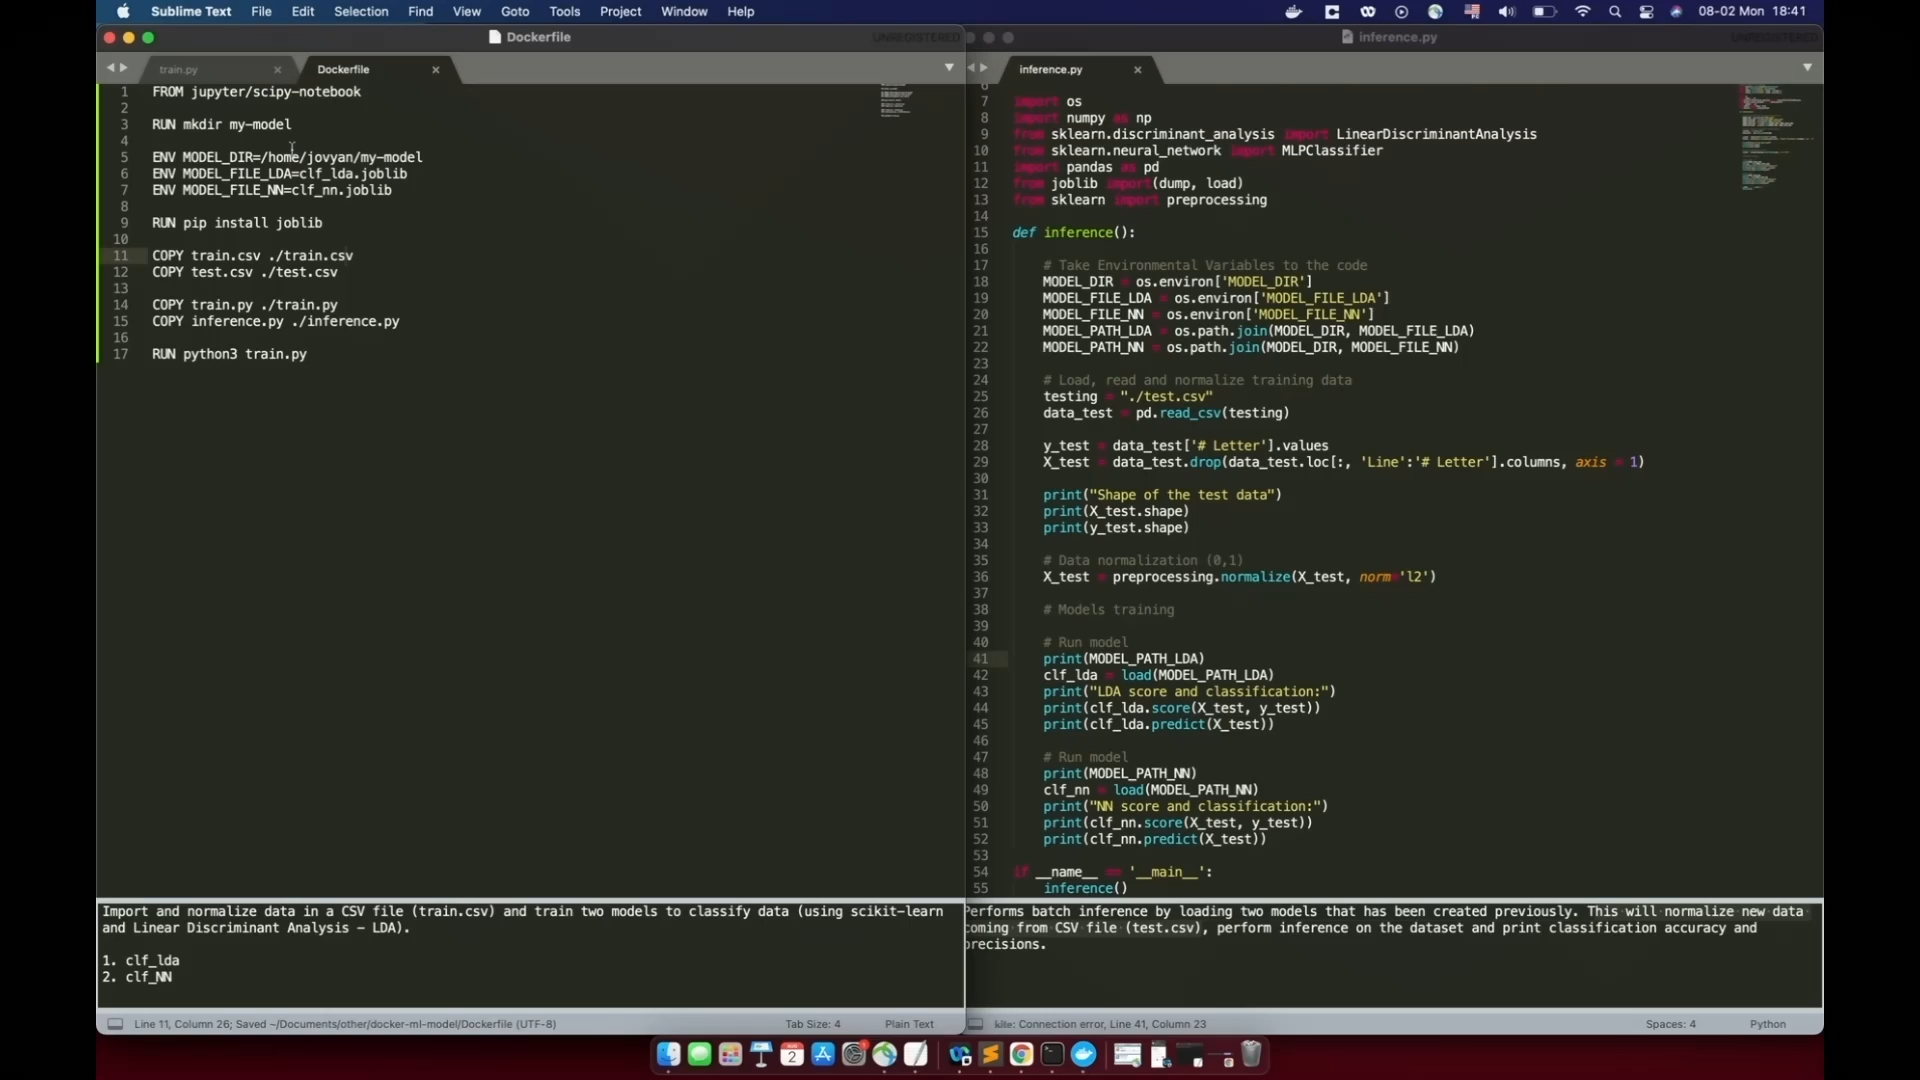 Sublime Text File Edit Selection Find View Goto Tools Project Window Help 08-02 Mon 18:41
Dockerfile UNREGISTERED
train.py Dockerfile
1 FROM jupyter/scipy-notebook
2
3 RUN mkdir my-model
4
5 ENV MODEL_DIR=/home/jovyan/my-model
6 ENV MODEL_FILE_LDA=clf_lda.joblib
7 ENV MODEL_FILE_NN=clf_nn.joblib
8
9 RUN pip install joblib
10
11 COPY train.csv ./train.csv
12 COPY test.csv ./test.csv
13
14 COPY train.py ./train.py
15 COPY inference.py ./inference.py
16
17 RUN python3 train.py
Import and normalize data in a CSV file (train.csv) and train two models to classify data (using scikit-learn
and Linear Discriminant Analysis - LDA).
1. clf_lda
2. clf_NN
Line 11, Column 26; Saved ~/Documents/other/docker-ml-model/Dockerfile (UTF-8) Tab Size: 4 Plain Text
inference.py UNREGISTERED
inference.py
6
7 import os
8 import numpy as np
9 from sklearn.discriminant_analysis import LinearDiscriminantAnalysis
10 from sklearn.neural_network import MLPClassifier
11 import pandas as pd
12 from joblib import(dump, load)
13 from sklearn import preprocessing
14
15 def inference():
16
17 # Take Environmental Variables to the code
18 MODEL_DIR = os.environ['MODEL_DIR']
19 MODEL_FILE_LDA = os.environ['MODEL_FILE_LDA']
20 MODEL_FILE_NN = os.environ['MODEL_FILE_NN']
21 MODEL_PATH_LDA = os.path.join(MODEL_DIR, MODEL_FILE_LDA)
22 MODEL_PATH_NN = os.path.join(MODEL_DIR, MODEL_FILE_NN)
23
24 # Load, read and normalize training data
25 testing = "./test.csv"
26 data_test = pd.read_csv(testing)
27
28 y_test = data_test['# Letter'].values
29 X_test = data_test.drop(data_test.loc[:, 'Line':'# Letter'].columns, axis = 1)
30
31 print("Shape of the test data")
32 print(X_test.shape)
33 print(y_test.shape)
34
35 # Data normalization (0,1)
36 X_test = preprocessing.normalize(X_test, norm='l2')
37
38 # Models training
39
40 # Run model
41 print(MODEL_PATH_LDA)
42 clf_lda = load(MODEL_PATH_LDA)
43 print("LDA score and classification:")
44 print(clf_lda.score(X_test, y_test))
45 print(clf_lda.predict(X_test))
46
47 # Run model
48 print(MODEL_PATH_NN)
49 clf_nn = load(MODEL_PATH_NN)
50 print("NN score and classification:")
51 print(clf_nn.score(X_test, y_test))
52 print(clf_nn.predict(X_test))
53
54 if __name__ == '__main__':
55 inference()
Performs batch inference by loading two models that has been created previously. This will normalize new data
coming from CSV file (test.csv), perform inference on the dataset and print classification accuracy and
precisions.
kite: Connection error, Line 41, Column 23 Spaces: 4 Python
2